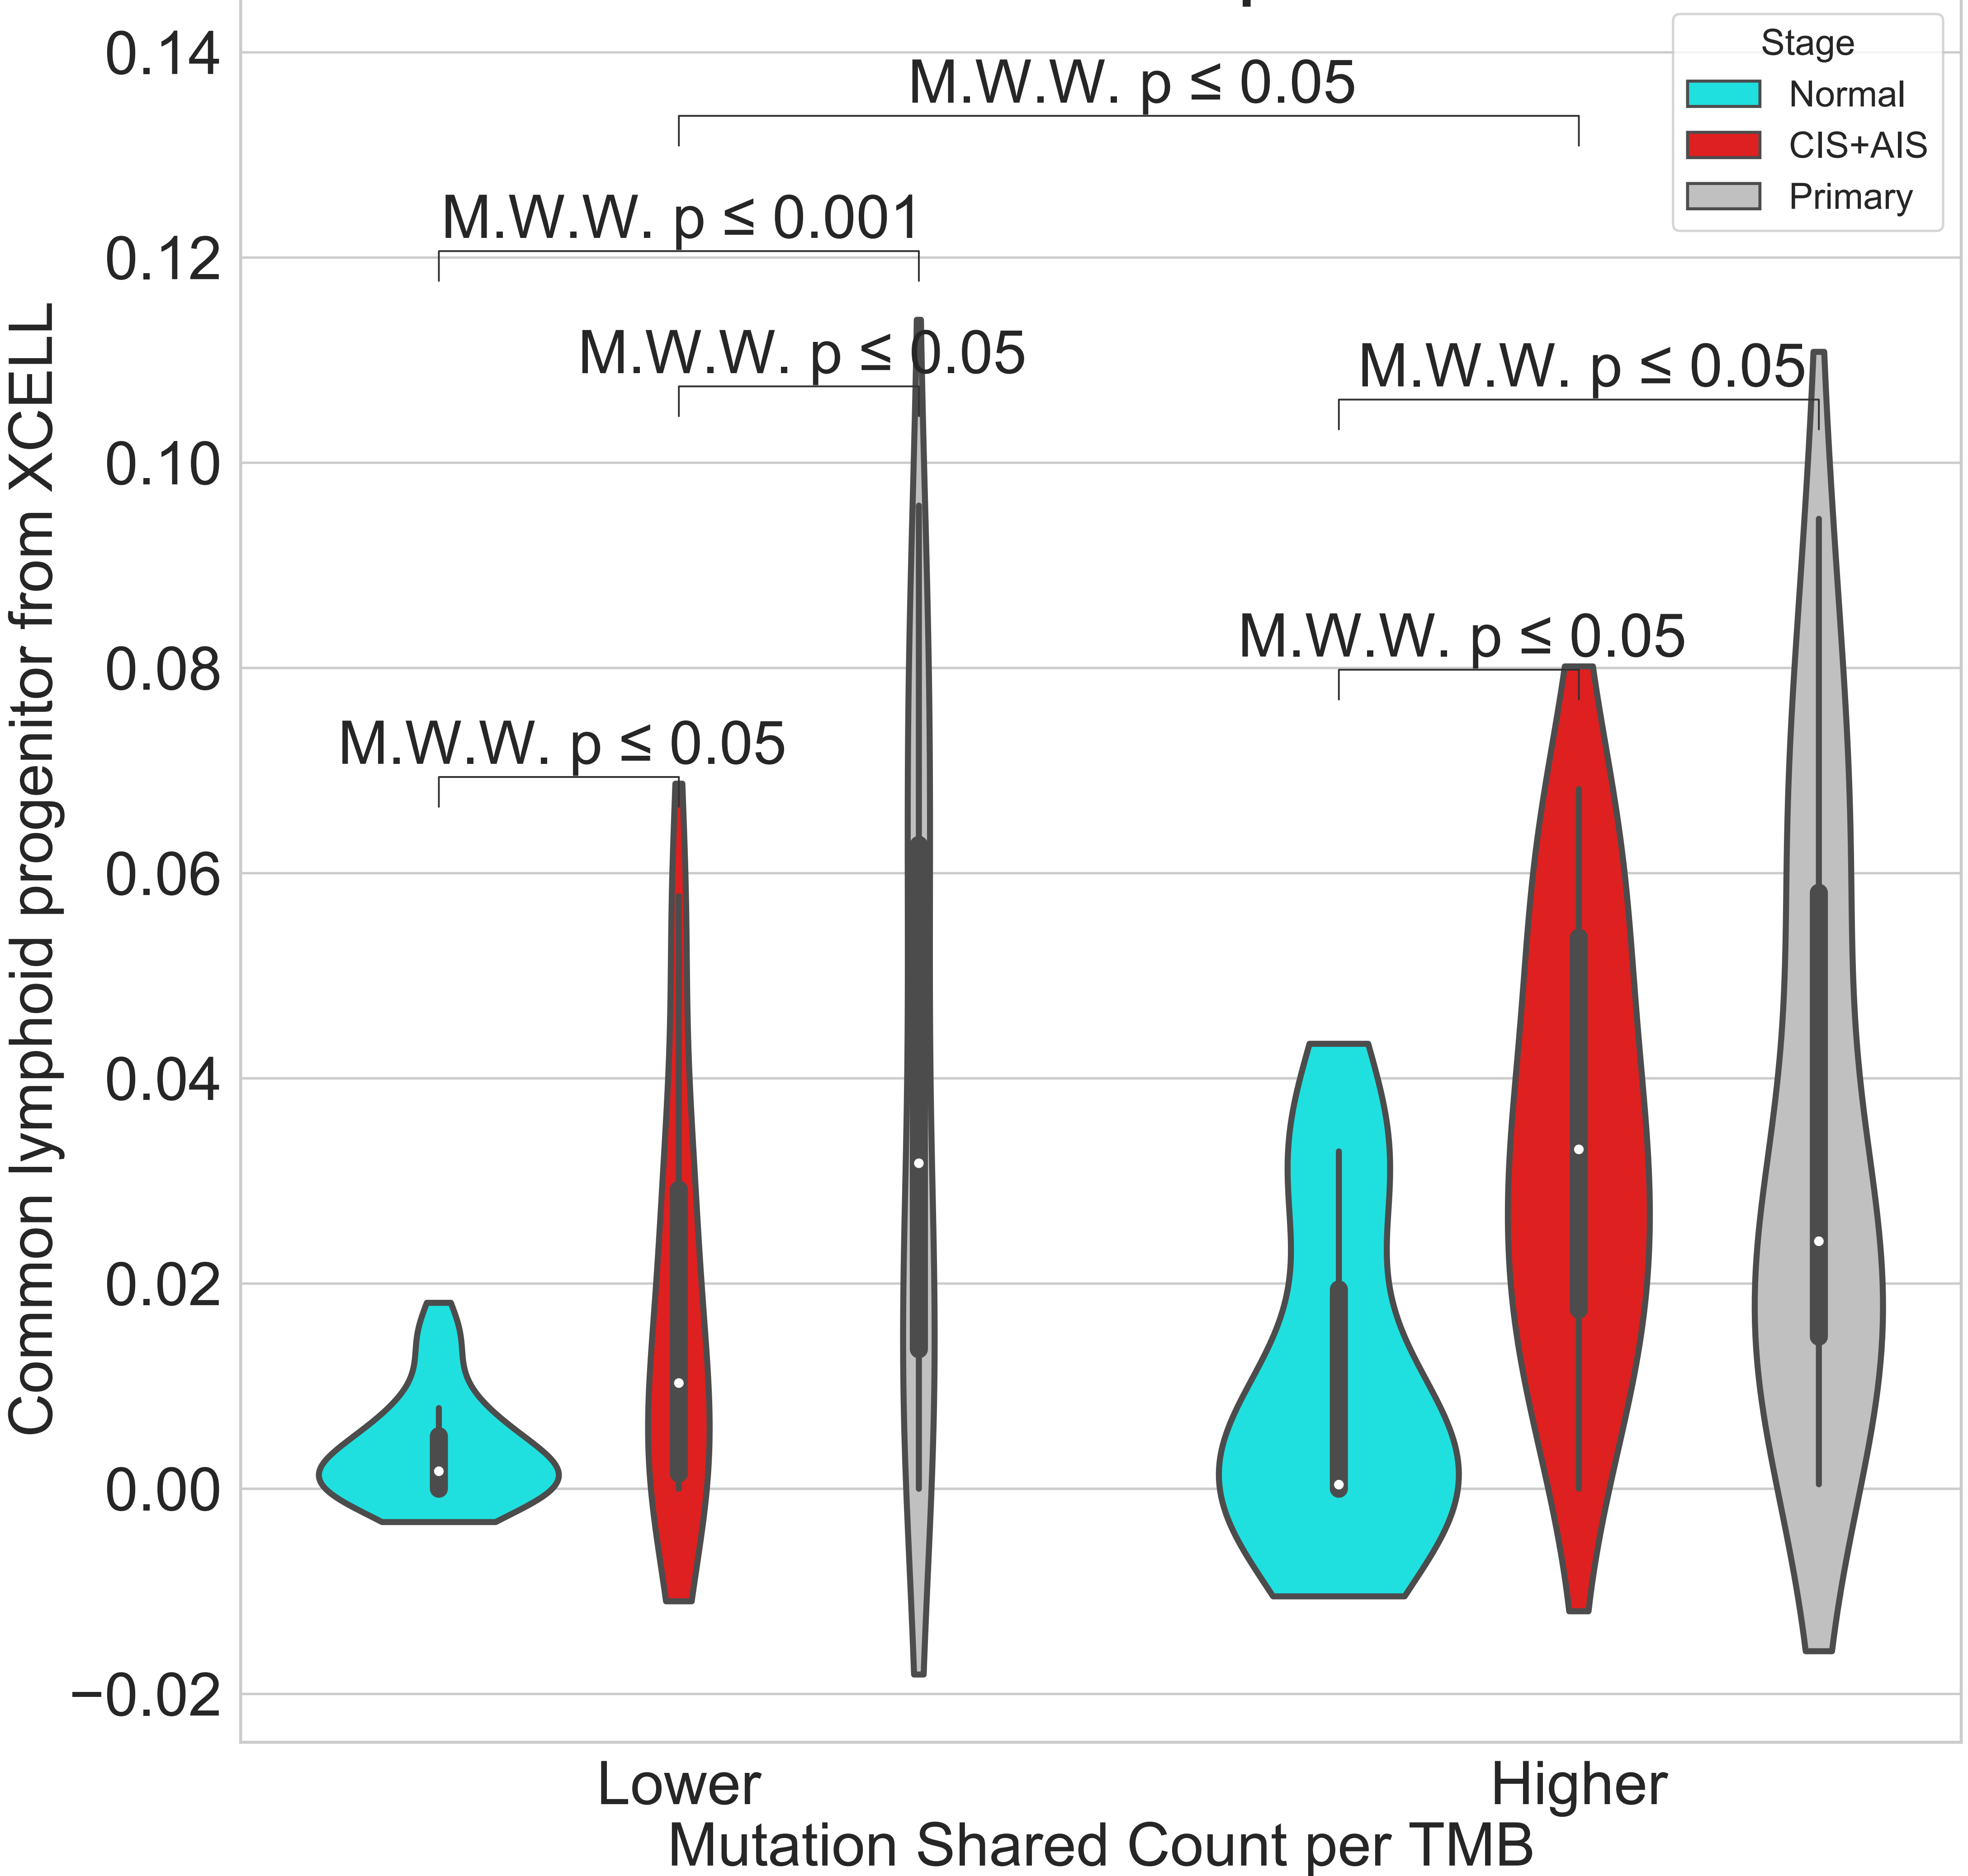 0.14
0.12
0.10
0.08
0.06
0.04
0.02
0.00
−0.02
Common lymphoid progenitor from XCELL
M.W.W. p ≤ 0.05
M.W.W. p ≤ 0.001
M.W.W. p ≤ 0.05
M.W.W. p ≤ 0.05
M.W.W. p ≤ 0.05
M.W.W. p ≤ 0.05
Stage
Normal
CIS+AIS
Primary
Lower
Higher
Mutation Shared Count per TMB